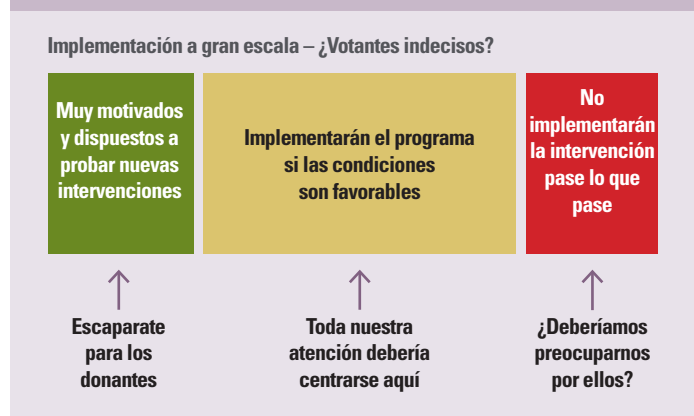 Implementación a gran escala – ¿Votantes indecisos?
Muy motivados
y dispuestos a
probar nuevas
intervenciones
Implementarán el programa
si las condiciones
son favorables
No
implementarán
la intervención
pase lo que
pase
Escaparate
para los
donantes
Toda nuestra
atención debería
centrarse aquí
¿Deberíamos
preocuparnos
por ellos?